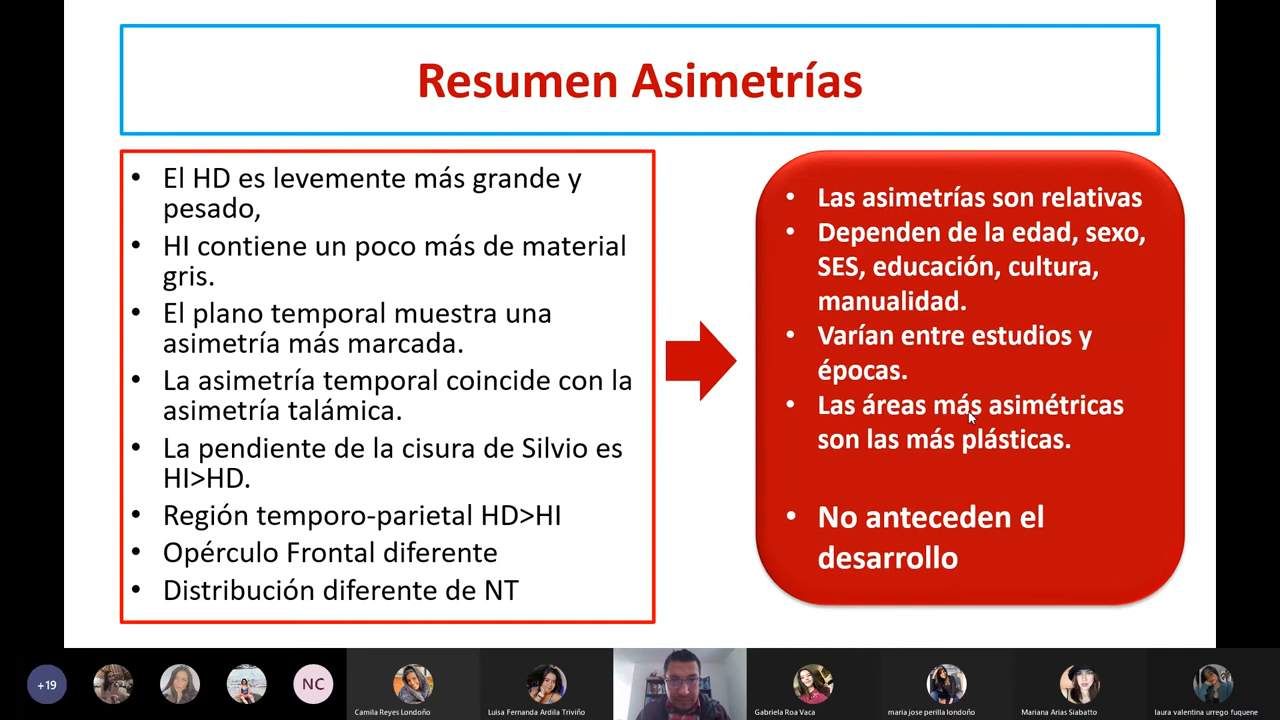 Resumen Asimetrías
• El HD es levemente más grande y
pesado,
• HI contiene un poco más de material
gris.
• El plano temporal muestra una
asimetría más marcada.
• La asimetría temporal coincide con la
asimetría talámica.
• La pendiente de la cisura de Silvio es
HI>HD.
• Región temporo-parietal HD>HI
• Opérculo Frontal diferente
• Distribución diferente de NT
• Las asimetrías son relativas
• Dependen de la edad, sexo,
SES, educación, cultura,
manualidad.
• Varían entre estudios y
épocas.
• Las áreas más asimétricas
son las más plásticas.
• No anteceden el
desarrollo
+19
NC
Camila Reyes Londoño
Luisa Fernanda Ardila Triviño
Gabriela Roa Vaca
maria jose perilla londoño
Mariana Arias Siabatto
laura valentina urrego fuquene